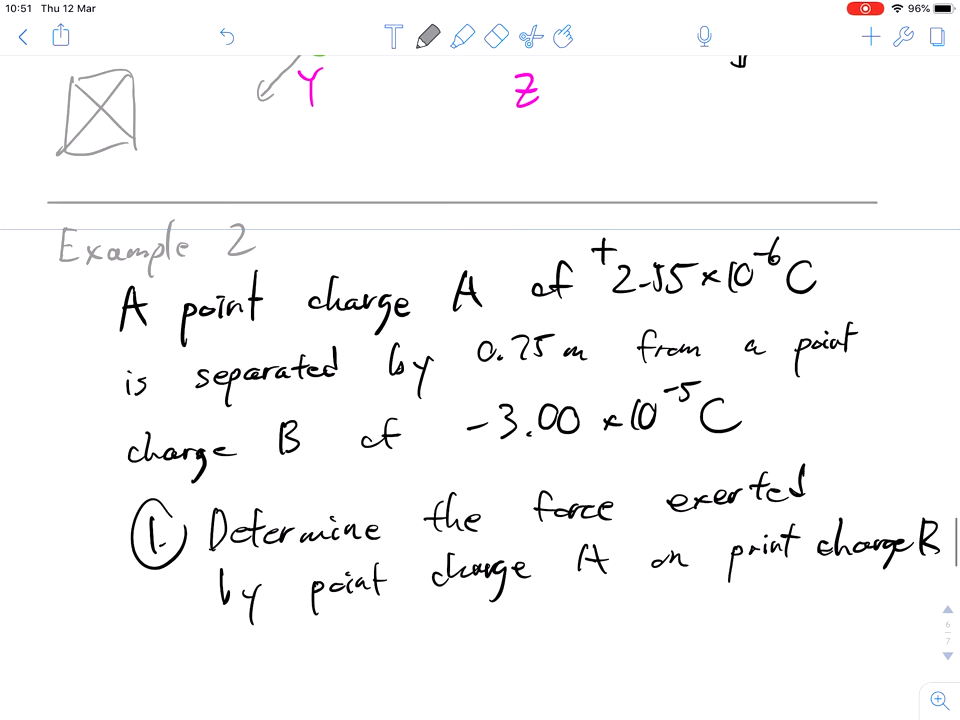 10:51 Thu 12 Mar
96%
T
Y
Z
Example 2
A point charge A of +2.55×10⁻⁶ C
is separated by 0.75 m from a point
charge B of -3.00 ×10⁻⁵ C
1. Determine the force exerted
by point charge A on point charge B
6
7